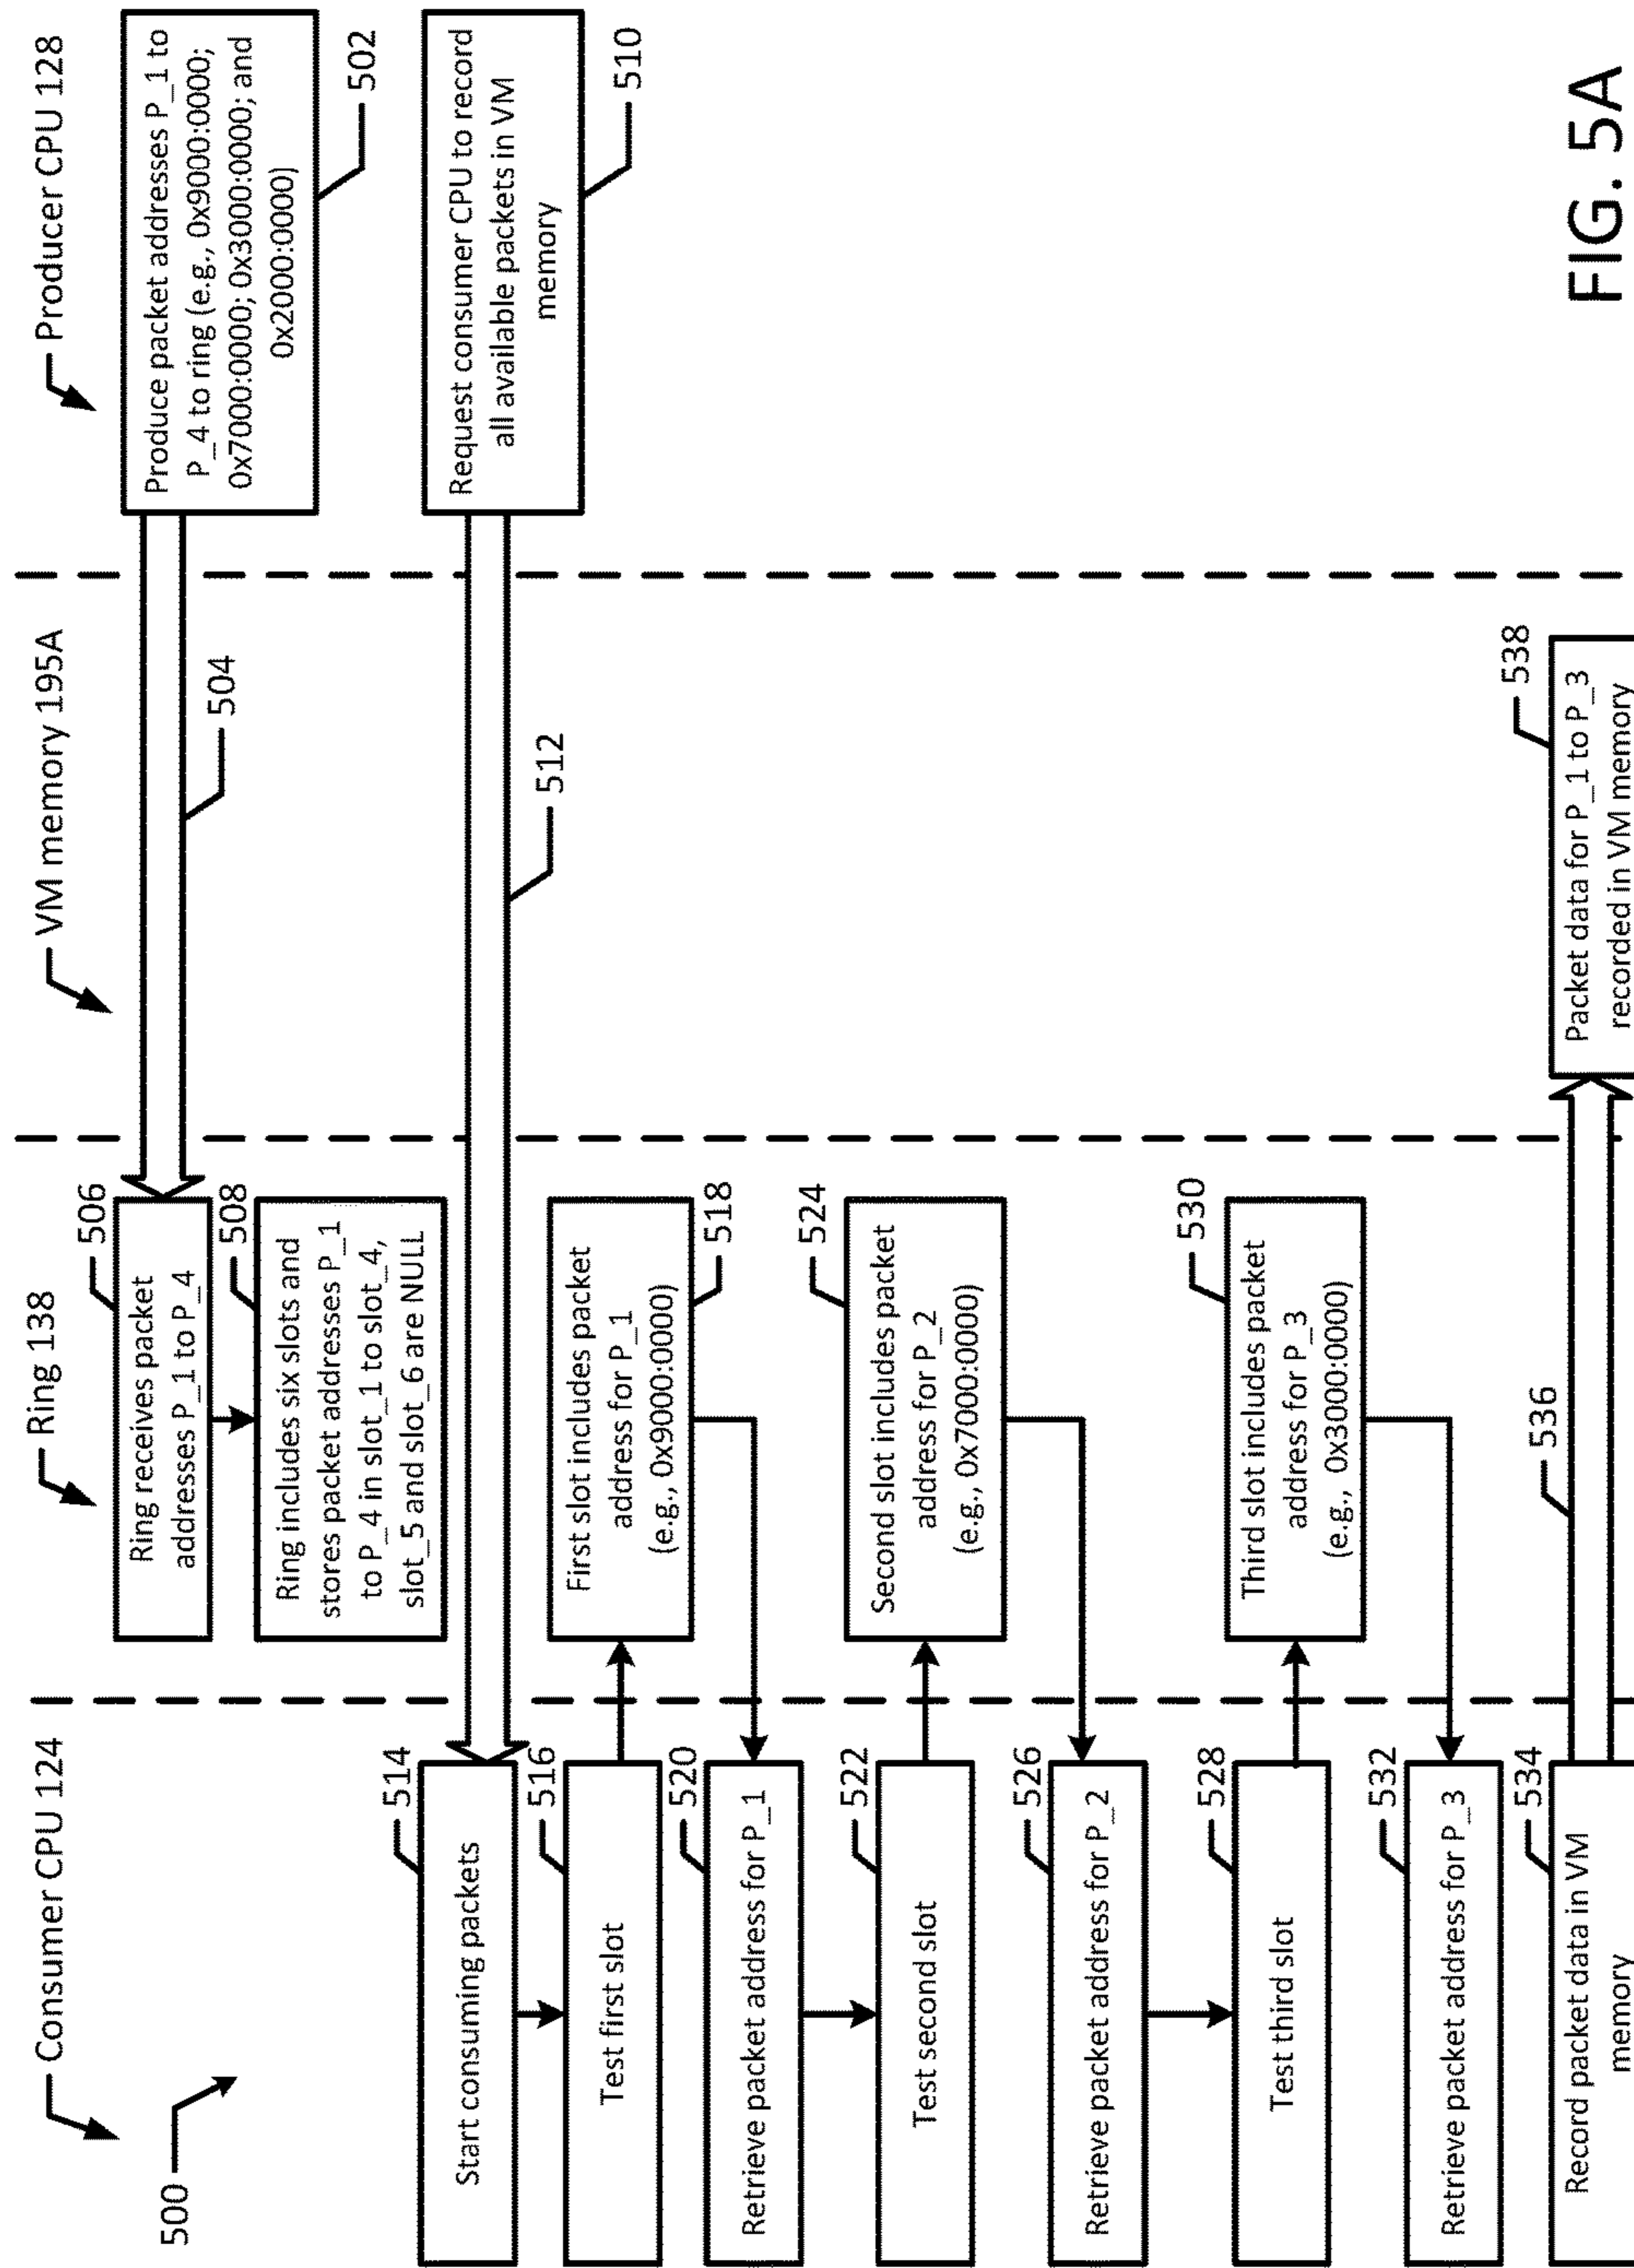 500
Consumer CPU 124
Ring 138
VM memory 195A
Producer CPU 128
Produce packet addresses P_1 to
P_4 to ring (e.g., 0x9000:0000;
0x7000:0000; 0x3000:0000; and
0x2000:0000)
502
504
506
Ring receives packet
addresses P_1 to P_4
508
Ring includes six slots and
stores packet addresses P_1
to P_4 in slot_1 to slot_4,
slot_5 and slot_6 are NULL
Request consumer CPU to record
all available packets in VM
memory
510
512
514
Start consuming packets
516
Test first slot
First slot includes packet
address for P_1
(e.g., 0x9000:0000)
518
520
Retrieve packet address for P_1
522
Test second slot
Second slot includes packet
address for P_2
(e.g., 0x7000:0000)
524
526
Retrieve packet address for P_2
528
Test third slot
Third slot includes packet
address for P_3
(e.g., 0x3000:0000)
530
532
Retrieve packet address for P_3
534
Record packet data in VM
memory
536
538
Packet data for P_1 to P_3
recorded in VM memory
FIG. 5A